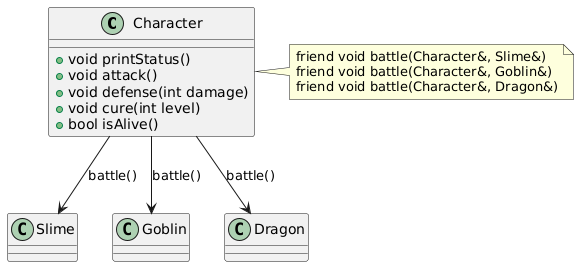 C Character
void printStatus()
void attack()
void defense(int damage)
void cure(int level)
bool isAlive()
friend void battle(Character&, Slime&)
friend void battle(Character&, Goblin&)
friend void battle(Character&, Dragon&)
battle() battle() battle()
C Slime C Goblin C Dragon